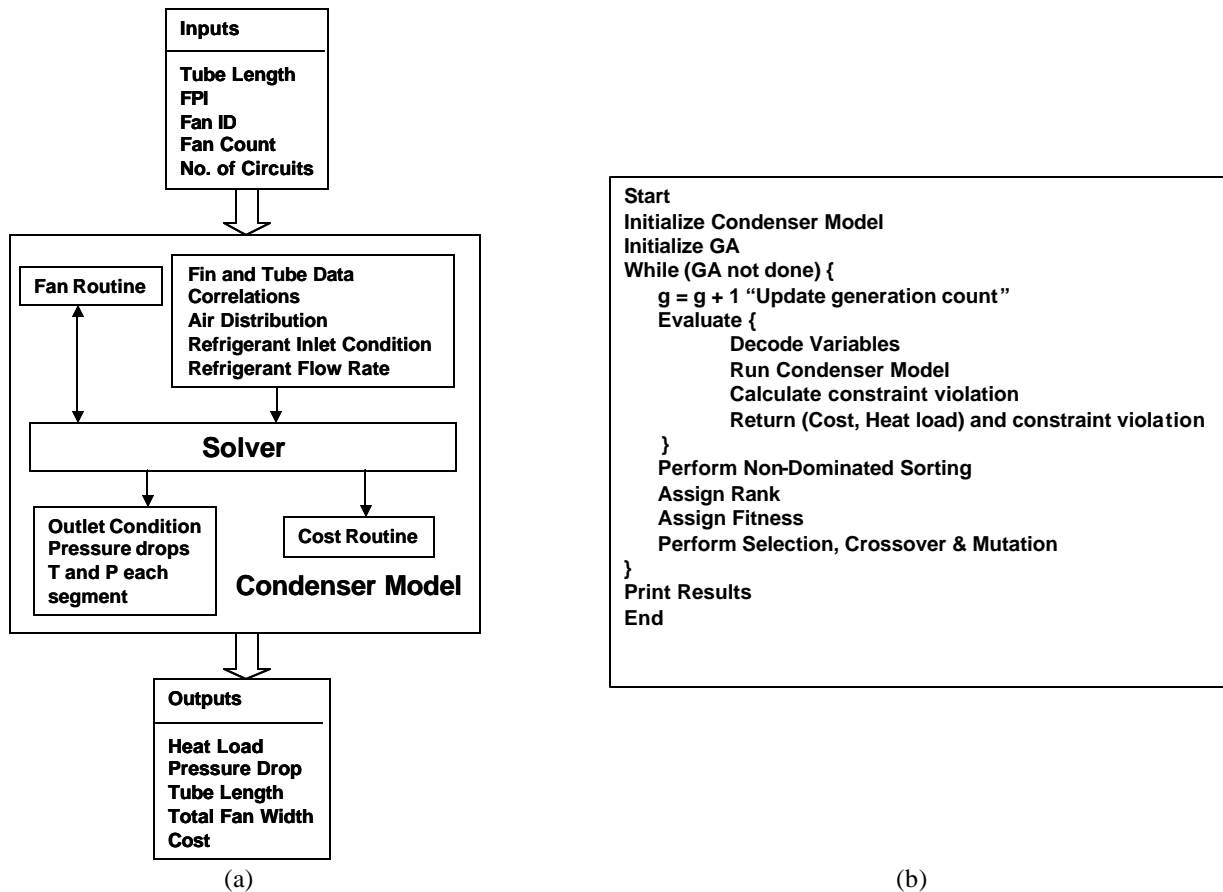 Inputs
Tube Length
FPI
Fan ID
Fan Count
No. of Circuits
Fan Routine
Fin and Tube Data
Correlations
Air Distribution
Refrigerant Inlet Condition
Refrigerant Flow Rate
Solver
Outlet Condition
Pressure drops
T and P each
segment
Cost Routine
Condenser Model
Outputs
Heat Load
Pressure Drop
Tube Length
Total Fan Width
Cost
(a)
Start
Initialize Condenser Model
Initialize GA
While (GA not done) {
g = g + 1 “Update generation count”
Evaluate {
Decode Variables
Run Condenser Model
Calculate constraint violation
Return (Cost, Heat load) and constraint violation
}
Perform Non-Dominated Sorting
Assign Rank
Assign Fitness
Perform Selection, Crossover & Mutation
}
Print Results
End
(b)